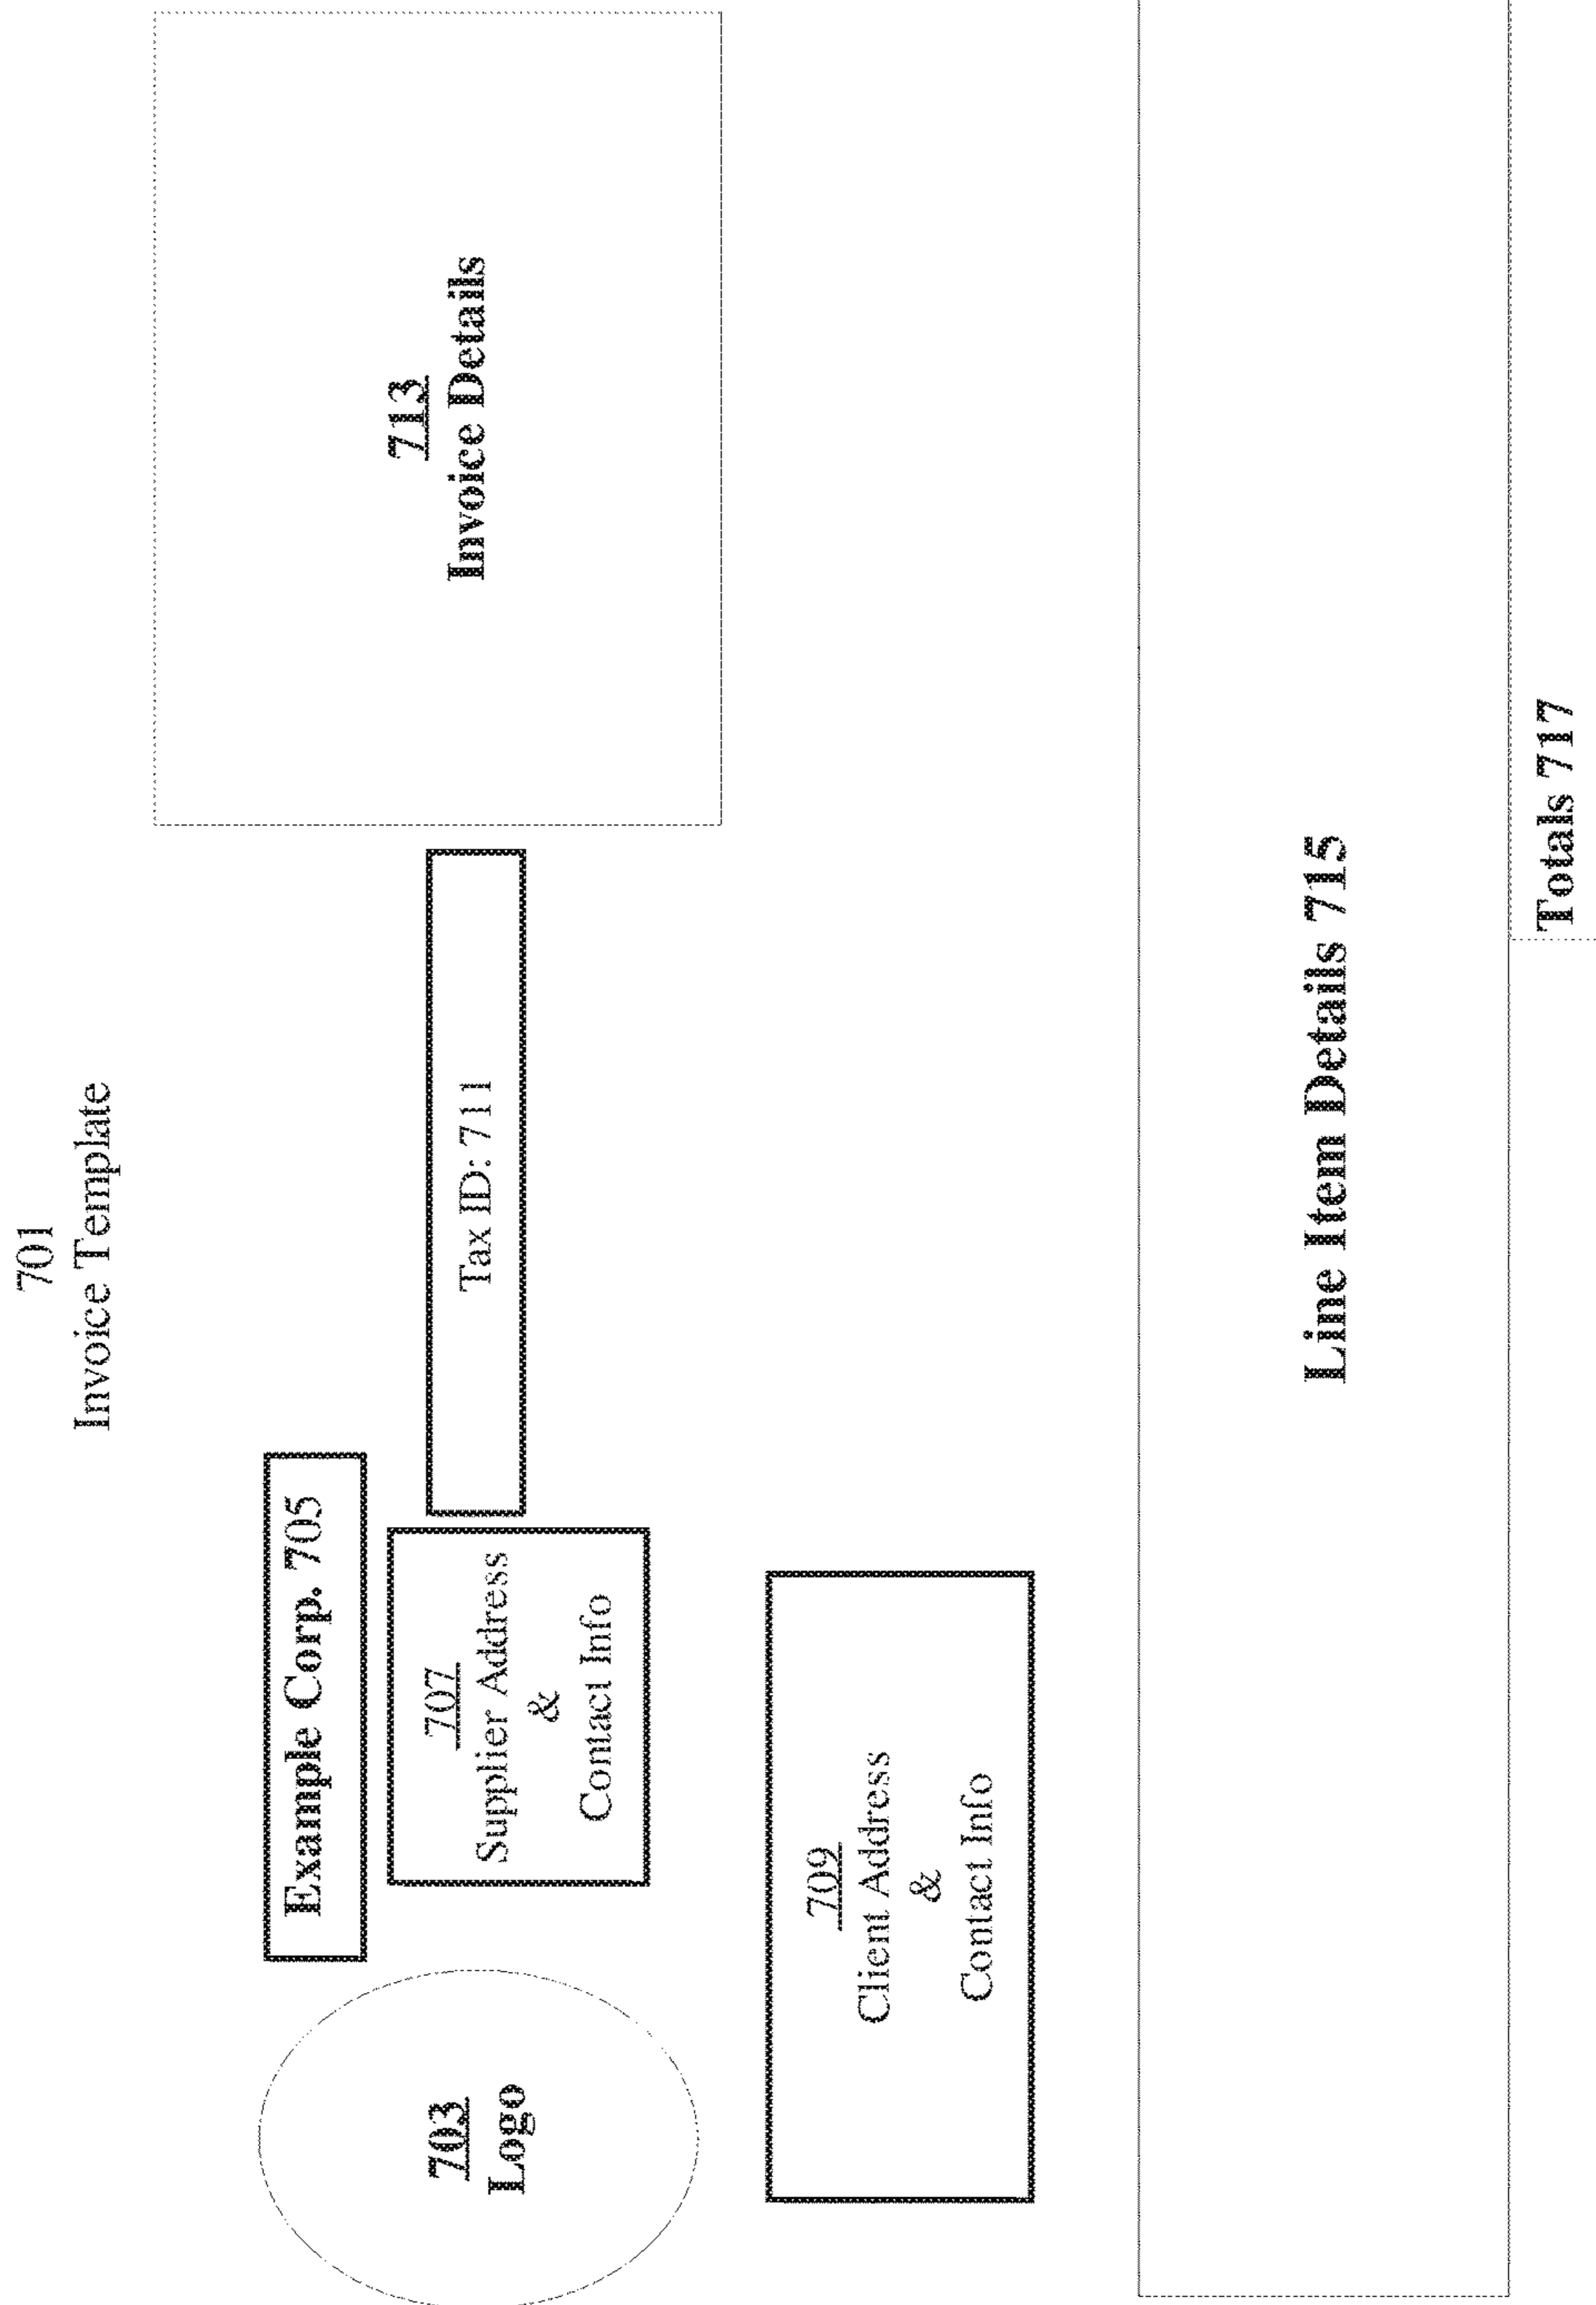 701
Invoice Template
703
Logo
Example Corp. 705
707
Supplier Address
&
Contact Info
Tax ID: 711
713
Invoice Details
709
Client Address
&
Contact Info
Line Item Details 715
Totals 717